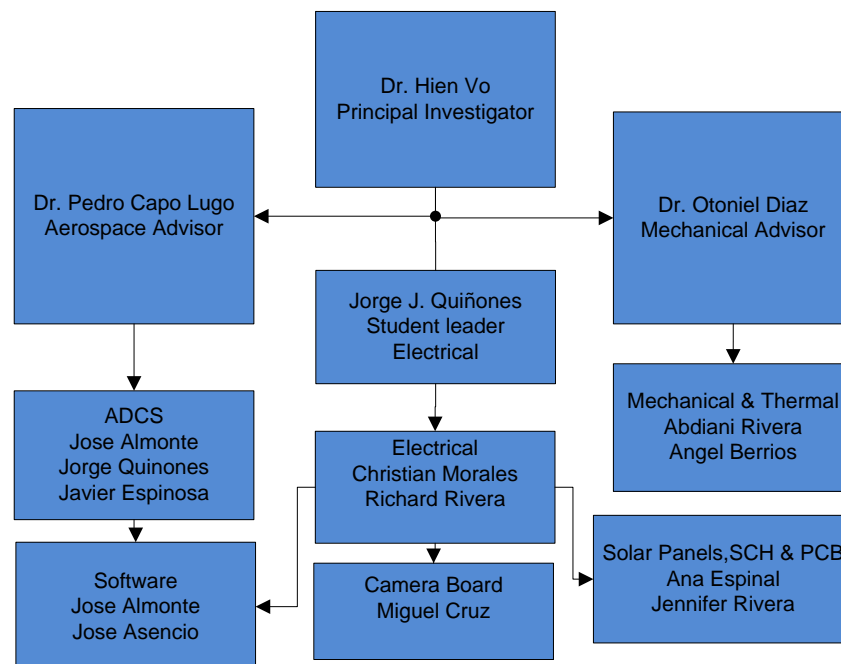 Dr. Hien Vo
Principal Investigator
Dr. Pedro Capo Lugo
Aerospace Advisor
Dr. Otoniel Diaz
Mechanical Advisor
Jorge J. Quiñones
Student leader
Electrical
ADCS
Jose Almonte
Jorge Quinones
Javier Espinosa
Electrical
Christian Morales
Richard Rivera
Mechanical & Thermal
Abdiani Rivera
Angel Berrios
Software
Jose Almonte
Jose Asencio
Camera Board
Miguel Cruz
Solar Panels,SCH & PCB
Ana Espinal
Jennifer Rivera